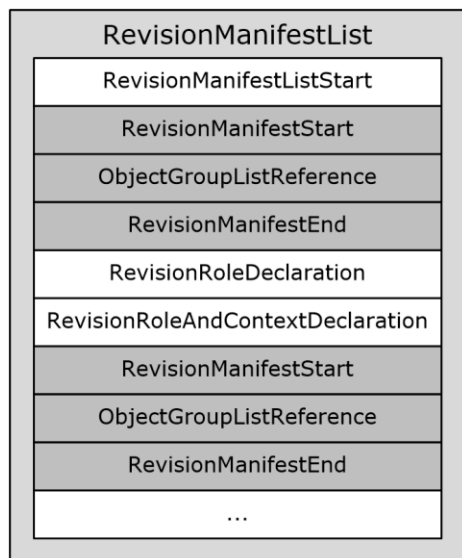 RevisionManifestList
RevisionManifestListStart
RevisionManifestStart
ObjectGroupListReference
RevisionManifestEnd
RevisionRoleDeclaration
RevisionRoleAndContextDeclaration
RevisionManifestStart
ObjectGroupListReference
RevisionManifestEnd
...